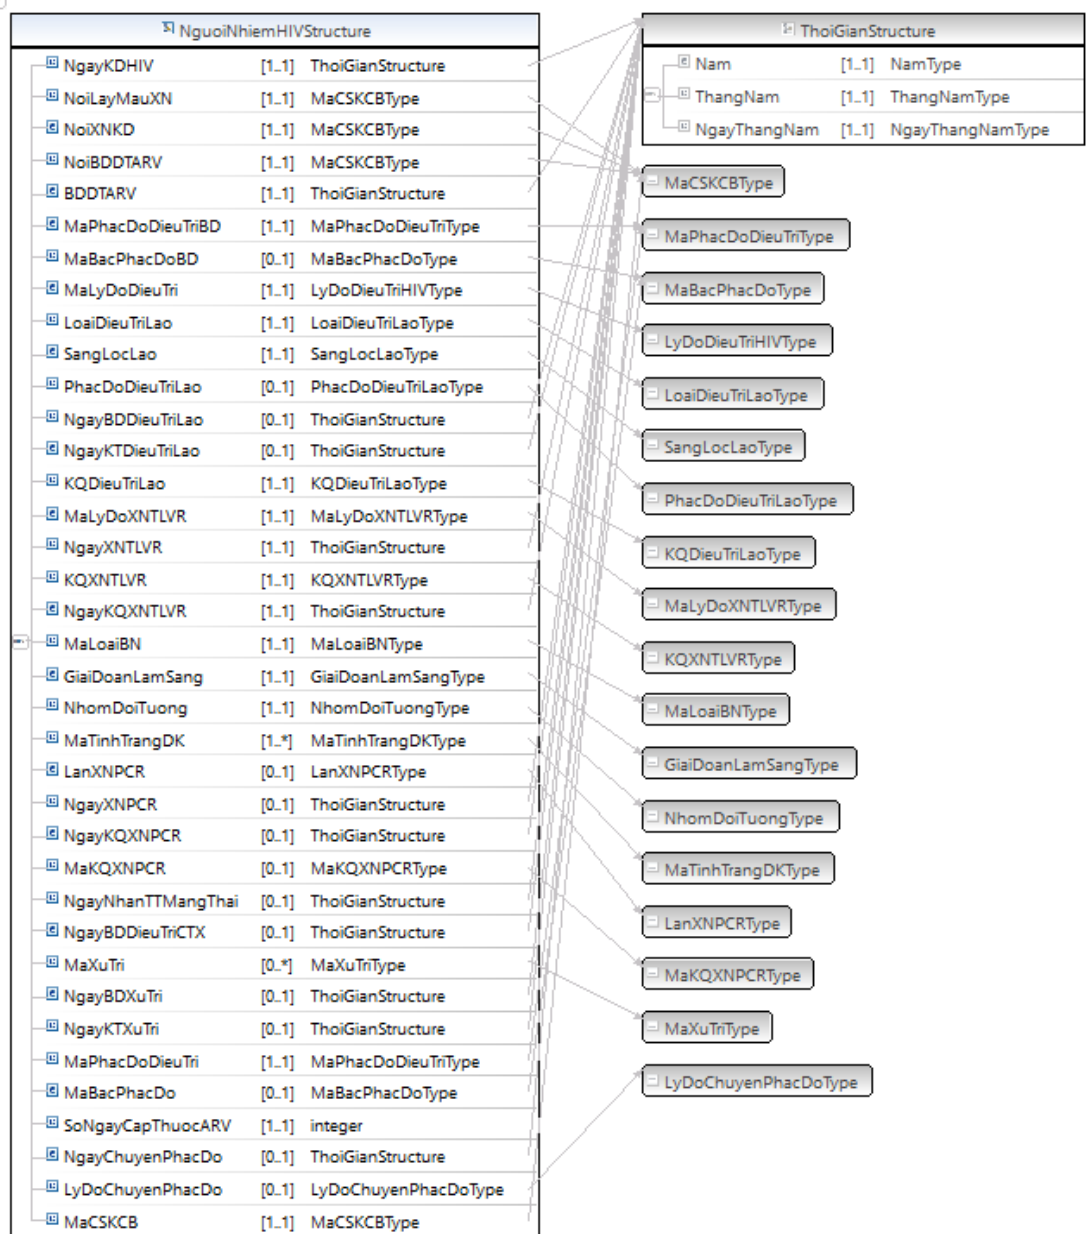 NguoiNhiemHIVStructure
NgayKDHIV [1..1] ThoiGianStructure
NoiLayMauXN [1..1] MaCSKCBType
NoiXNKD [1..1] MaCSKCBType
NoiBDDTARV [1..1] MaCSKCBType
BDDTARV [1..1] ThoiGianStructure
MaPhacDoDieuTriBD [1..1] MaPhacDoDieuTriType
MaBacPhacDoBD [0..1] MaBacPhacDoType
MaLyDoDieuTri [1..1] LyDoDieuTriHIVType
LoaiDieuTriLao [1..1] LoaiDieuTriLaoType
SangLocLao [1..1] SangLocLaoType
PhacDoDieuTriLao [0..1] PhacDoDieuTriLaoType
NgayBDDieuTriLao [0..1] ThoiGianStructure
NgayKTDieuTriLao [0..1] ThoiGianStructure
KQDieuTriLao [1..1] KQDieuTriLaoType
MaLyDoXNTLVR [1..1] MaLyDoXNTLVRType
NgayXNTLVR [1..1] ThoiGianStructure
KQXNTLVR [1..1] KQXNTLVRType
NgayKQXNTLVR [1..1] ThoiGianStructure
MaLoaiBN [1..1] MaLoaiBNType
GiaiDoanLamSang [1..1] GiaiDoanLamSangType
NhomDoiTuong [1..1] NhomDoiTuongType
MaTinhTrangDK [1..*] MaTinhTrangDKType
LanXNPCR [0..1] LanXNPCRType
NgayXNPCR [0..1] ThoiGianStructure
NgayKQXNPCR [0..1] ThoiGianStructure
MaKQXNPCR [0..1] MaKQXNPCRType
NgayNhanTTMangThai [0..1] ThoiGianStructure
NgayBDDieuTriCTX [0..1] ThoiGianStructure
MaXuTri [0..*] MaXuTriType
NgayBDXuTri [0..1] ThoiGianStructure
NgayKTXuTri [0..1] ThoiGianStructure
MaPhacDoDieuTri [1..1] MaPhacDoDieuTriType
MaBacPhacDo [0..1] MaBacPhacDoType
SoNgayCapThuocARV [1..1] integer
NgayChuyenPhacDo [0..1] ThoiGianStructure
LyDoChuyenPhacDo [0..1] LyDoChuyenPhacDoType
MaCSKCB [1..1] MaCSKCBType
ThoiGianStructure
Nam [1..1] NamType
ThangNam [1..1] ThangNamType
NgayThangNam [1..1] NgayThangNamType
MaCSKCBType
MaPhacDoDieuTriType
MaBacPhacDoType
LyDoDieuTriHIVType
LoaiDieuTriLaoType
SangLocLaoType
PhacDoDieuTriLaoType
KQDieuTriLaoType
MaLyDoXNTLVRType
KQXNTLVRType
MaLoaiBNType
GiaiDoanLamSangType
NhomDoiTuongType
MaTinhTrangDKType
LanXNPCRType
MaKQXNPCRType
MaXuTriType
LyDoChuyenPhacDoType